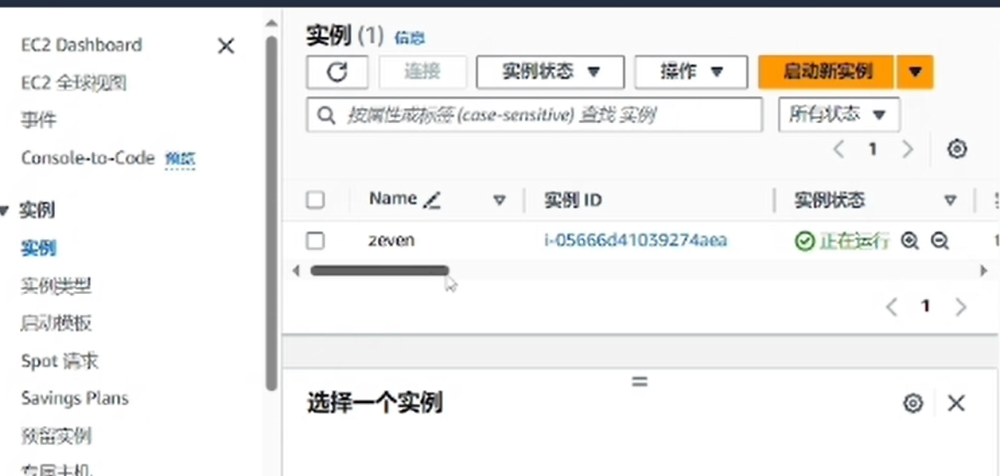 EC2 Dashboard
EC2 全球视图
事件
Console-to-Code 预览
实例
实例
实例类型
启动模板
Spot 请求
Savings Plans
预留实例
专属主机
实例 (1) 信息
连接 实例状态 操作 启动新实例
按属性或标签 (case-sensitive) 查找 实例 所有状态
1
Name 实例 ID 实例状态
zeven i-05666d41039274aea 正在运行
1
选择一个实例